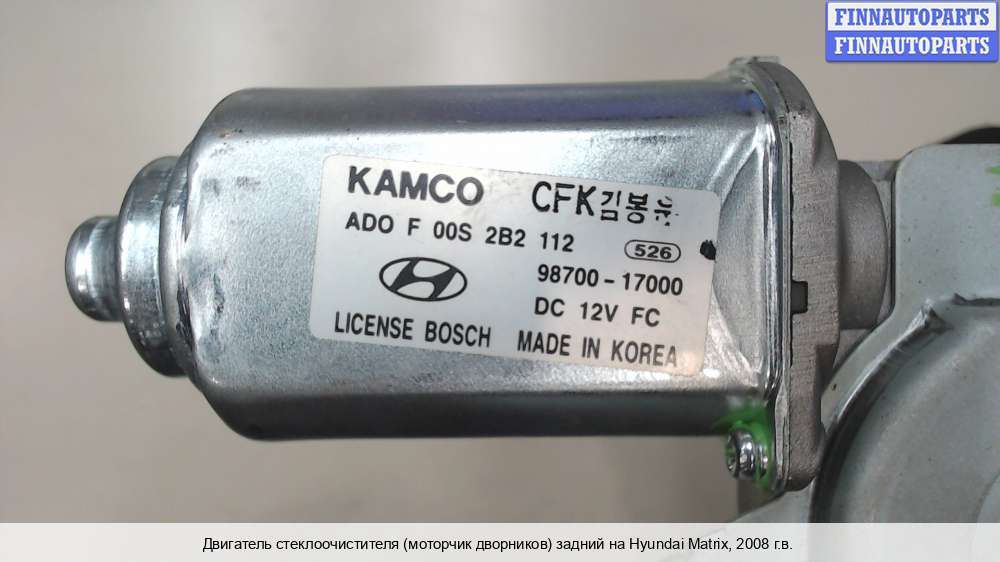 FINNAUTOPARTS
FINNAUTOPARTS
KAMCO CFK김봉유
ADO F 00S 2B2 112 526
98700-17000
DC 12V FC
LICENSE BOSCH MADE IN KOREA
Двигатель стеклоочистителя (моторчик дворников) задний на Hyundai Matrix, 2008 г.в.